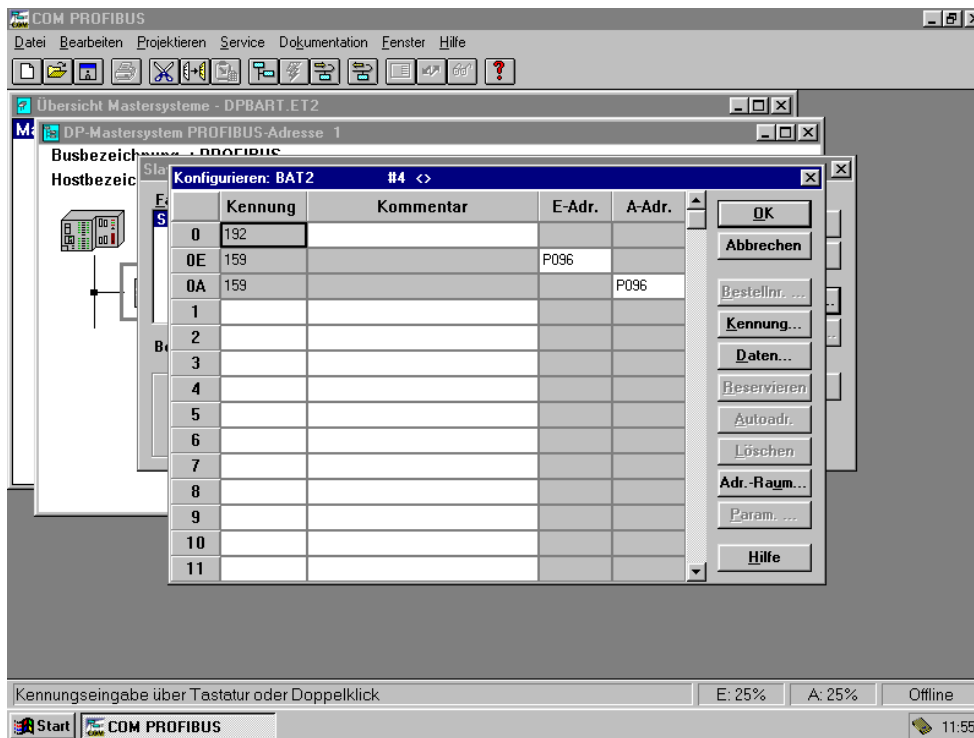 COM PROFIBUS
Datei Bearbeiten Projektieren Service Dokumentation Fenster Hilfe
Übersicht Mastersysteme - DPBART.ET2
DP-Mastersystem PROFIBUS-Adresse 1
Busbezeichnung : PROFIBUS
Hostbezeic
Konfigurieren: BAT2 #4 <>
Kennung Kommentar E-Adr. A-Adr.
0 192
0E 159 P096
0A 159 P096
1
2
3
4
5
6
7
8
9
10
11
OK
Abbrechen
Bestellnr. ...
Kennung...
Daten...
Reservieren
Autoadr.
Löschen
Adr.-Raum...
Param. ...
Hilfe
Kennungseingabe über Tastatur oder Doppelklick E: 25% A: 25% Offline
Start COM PROFIBUS 11:55